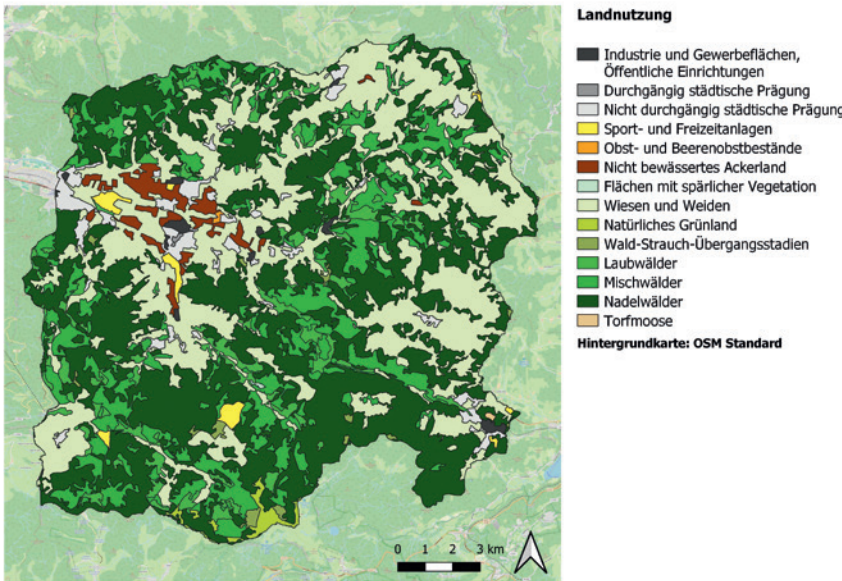 Landnutzung
Industrie und Gewerbeflächen,
Öffentliche Einrichtungen
Durchgängig städtische Prägung
Nicht durchgängig städtische Prägung
Sport- und Freizeitanlagen
Obst- und Beerenobstbestände
Nicht bewässertes Ackerland
Flächen mit spärlicher Vegetation
Wiesen und Weiden
Natürliches Grünland
Wald-Strauch-Übergangsstadien
Laubwälder
Mischwälder
Nadelwälder
Torfmoose
Hintergrundkarte: OSM Standard
0 1 2 3 km